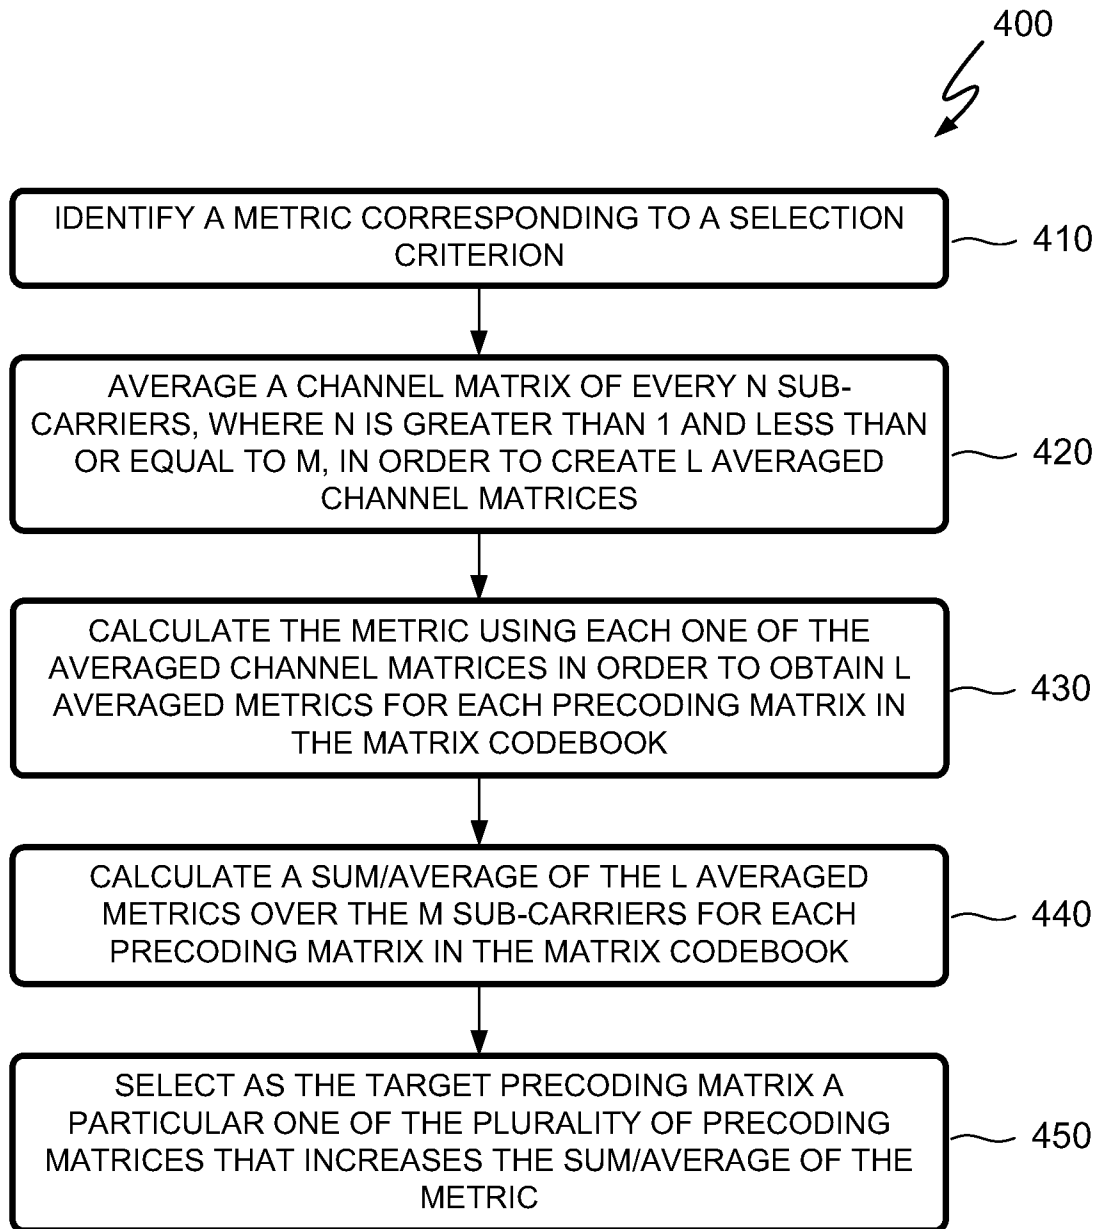 400
IDENTIFY A METRIC CORRESPONDING TO A SELECTION
CRITERION
410
AVERAGE A CHANNEL MATRIX OF EVERY N SUB-
CARRIERS, WHERE N IS GREATER THAN 1 AND LESS THAN
OR EQUAL TO M, IN ORDER TO CREATE L AVERAGED
CHANNEL MATRICES
420
CALCULATE THE METRIC USING EACH ONE OF THE
AVERAGED CHANNEL MATRICES IN ORDER TO OBTAIN L
AVERAGED METRICS FOR EACH PRECODING MATRIX IN
THE MATRIX CODEBOOK
430
CALCULATE A SUM/AVERAGE OF THE L AVERAGED
METRICS OVER THE M SUB-CARRIERS FOR EACH
PRECODING MATRIX IN THE MATRIX CODEBOOK
440
SELECT AS THE TARGET PRECODING MATRIX A
PARTICULAR ONE OF THE PLURALITY OF PRECODING
MATRICES THAT INCREASES THE SUM/AVERAGE OF THE
METRIC
450